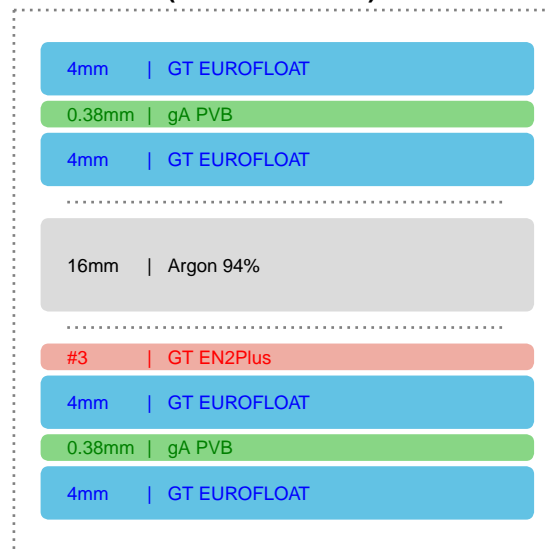 4mm | GT EUROFLOAT
0.38mm | gA PVB
4mm | GT EUROFLOAT
16mm | Argon 94%
#3 | GT EN2Plus
4mm | GT EUROFLOAT
0.38mm | gA PVB
4mm | GT EUROFLOAT